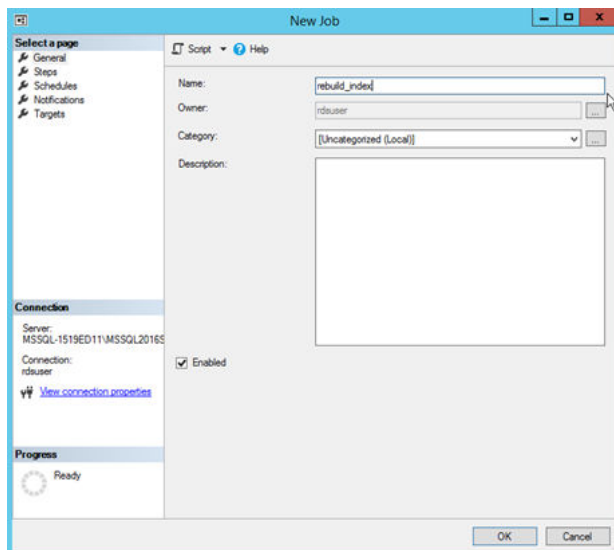 New Job
Select a page
General
Steps
Schedules
Notifications
Targets
Script
Help
Name:
rebuild_index
Owner:
rdsuser
...
Category:
[Uncategorized (Local)]
...
Description:
Enabled
Connection
Server:
MSSQL-1519ED11\MSSQL2016S
Connection:
rdsuser
View connection properties
Progress
Ready
OK
Cancel